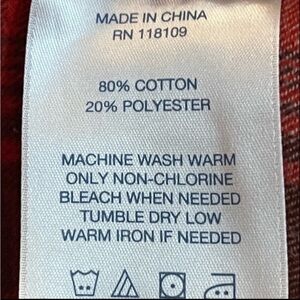 MADE IN CHINA
RN 118109
80% COTTON
20% POLYESTER
MACHINE WASH WARM
ONLY NON-CHLORINE
BLEACH WHEN NEEDED
TUMBLE DRY LOW
WARM IRON IF NEEDED